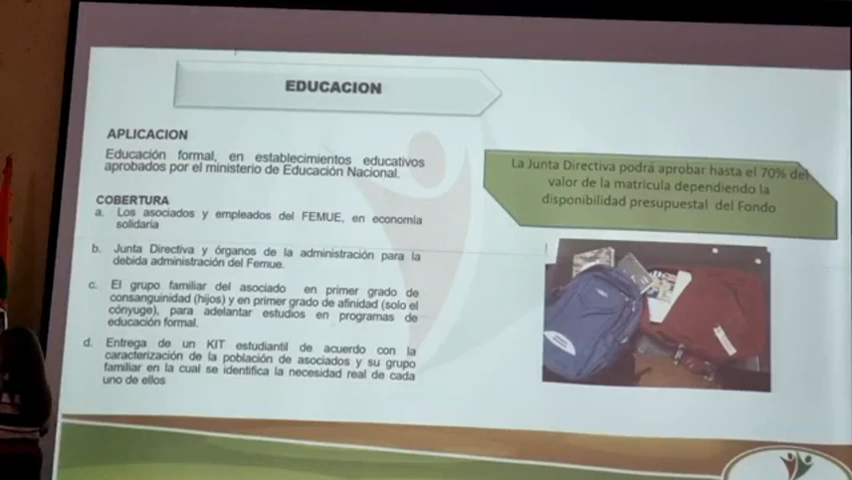 EDUCACION
APLICACION
Educación formal, en establecimientos educativos
aprobados por el ministerio de Educación Nacional.
COBERTURA
a. Los asociados y empleados del FEMUE, en economía
solidaria
b. Junta Directiva y órganos de la administración para la
debida administración del Femue.
c. El grupo familiar del asociado en primer grado de
consanguinidad (hijos) y en primer grado de afinidad (solo el
cónyuge), para adelantar estudios en programas de
educación formal.
d. Entrega de un KIT estudiantil de acuerdo con la
caracterización de la población de asociados y su grupo
familiar en la cual se identifica la necesidad real de cada
uno de ellos
La Junta Directiva podrá aprobar hasta el 70% del
valor de la matricula dependiendo la
disponibilidad presupuestal del Fondo